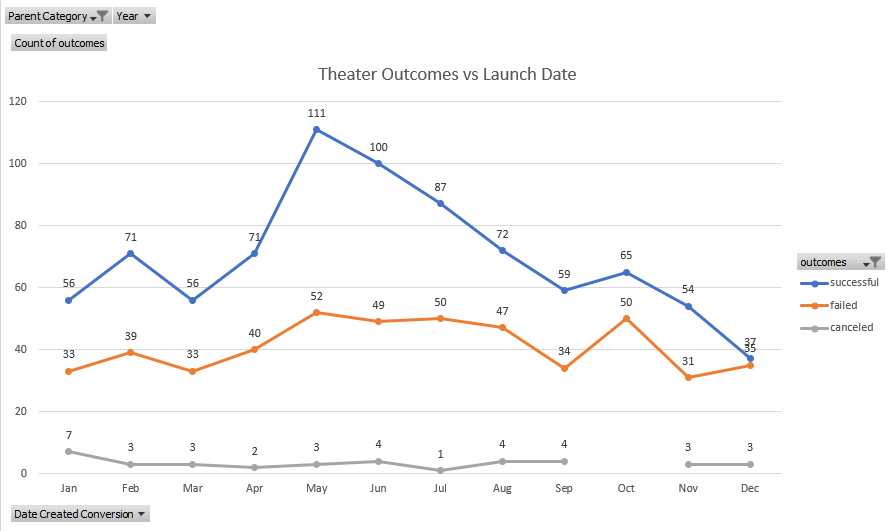 Parent Category Year
Count of outcomes
Theater Outcomes vs Launch Date
120
100
80
60
40
20
0
56 71 56 71 111 100 87 72 59 65 54 37
33 39 33 40 52 49 50 47 34 50 31 35
7 3 3 2 3 4 1 4 4 3 3
Jan Feb Mar Apr May Jun Jul Aug Sep Oct Nov Dec
outcomes
successful
failed
canceled
Date Created Conversion